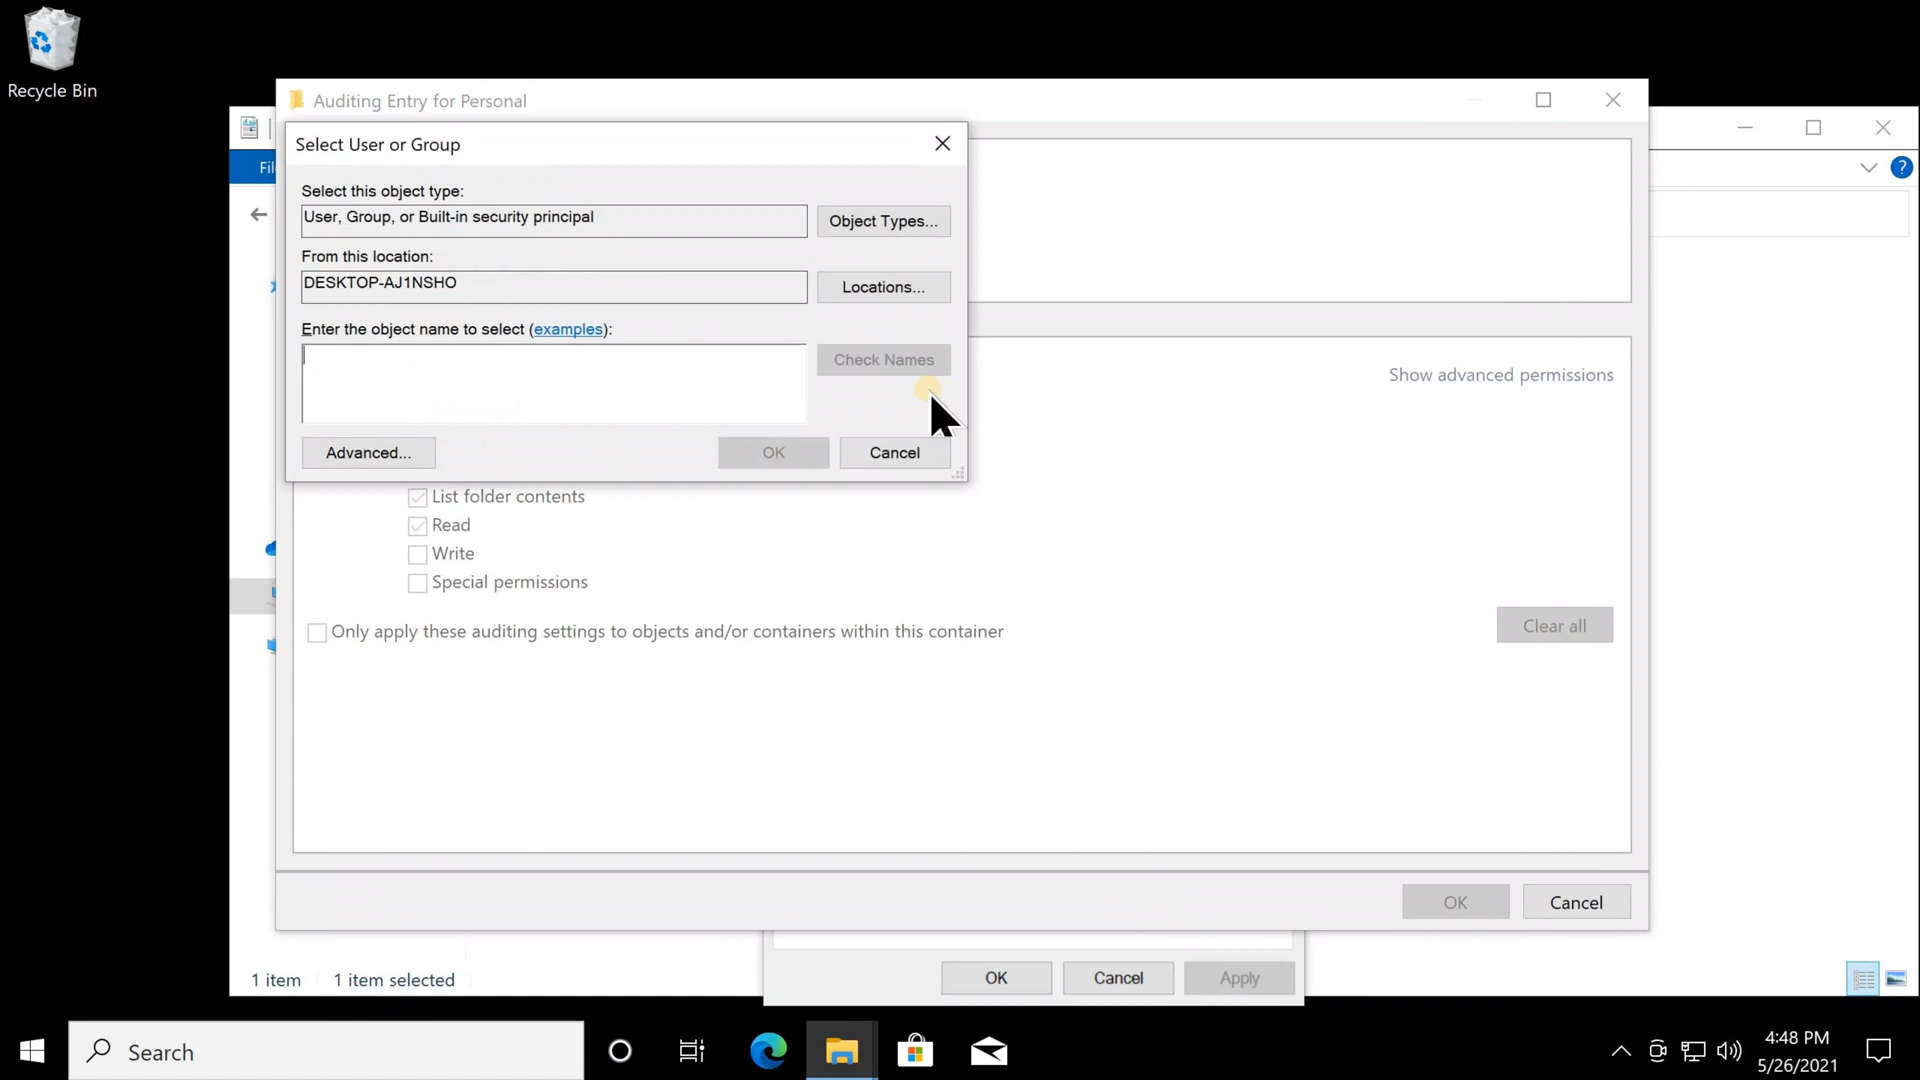 Recycle Bin
Auditing Entry for Personal
Select User or Group
Select this object type:
User, Group, or Built-in security principal
Object Types...
From this location:
DESKTOP-AJ1NSHO
Locations...
Enter the object name to select (examples):
Check Names
Advanced...
OK
Cancel
Fil
?
Show advanced permissions
List folder contents
Read
Write
Special permissions
Only apply these auditing settings to objects and/or containers within this container
Clear all
OK
Cancel
1 item
1 item selected
OK
Cancel
Apply
Search
4:48 PM
5/26/2021